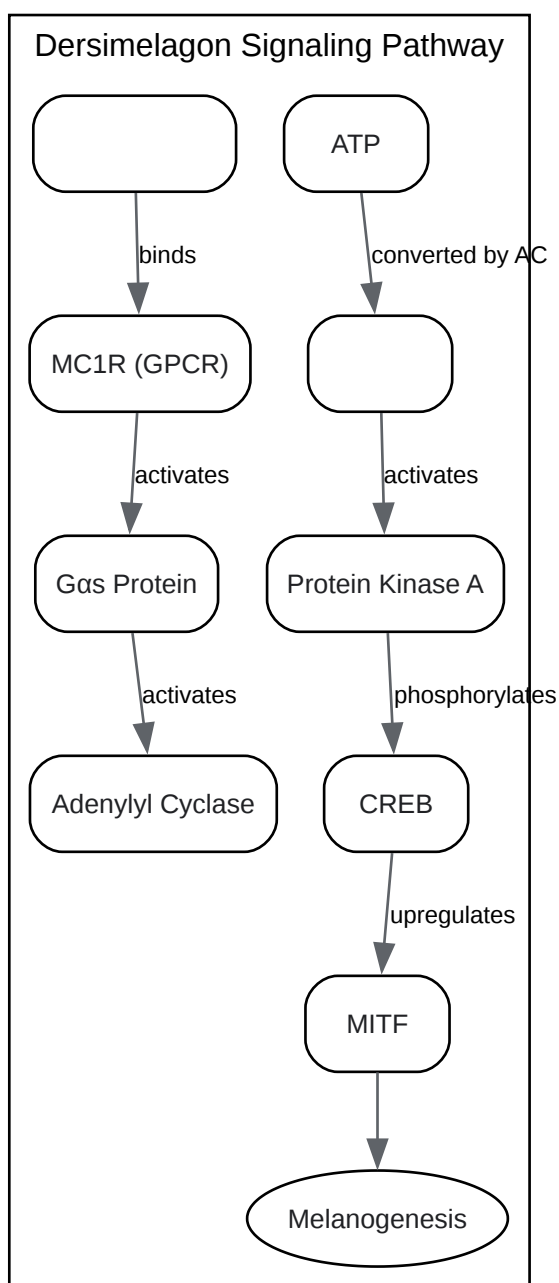 Dersimelagon Signaling Pathway
ATP
binds
converted by AC
MC1R (GPCR)
activates
activates
Gαs Protein
Protein Kinase A
activates
phosphorylates
Adenylyl Cyclase
CREB
upregulates
MITF
Melanogenesis